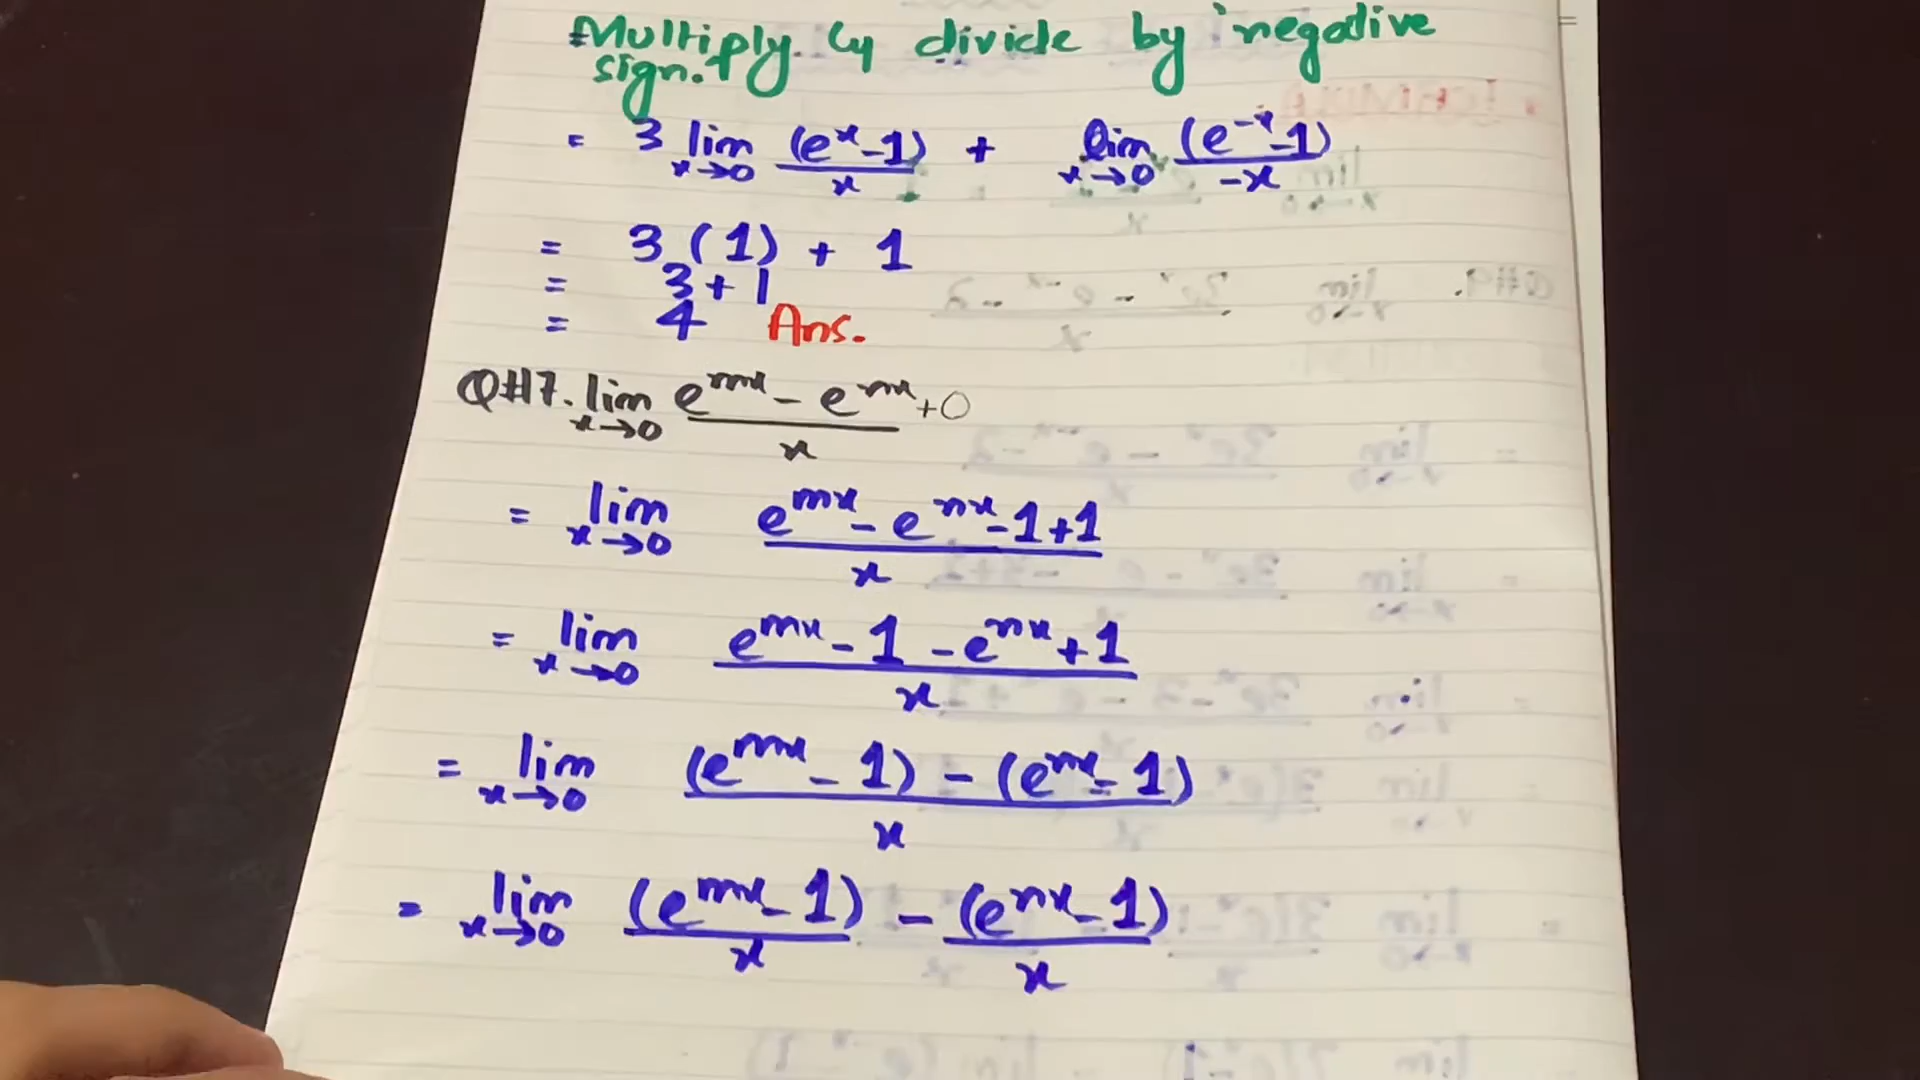 =Multiply & divide by negative
sign.
= 3 lim x→0 (eˣ-1)/x + lim x→0 (e⁻ˣ-1)/-x
= 3 (1) + 1
= 3+1
= 4 Ans.
Q#7. lim x→0 (e^mx - e^nx)/x +0
= lim x→0 (e^mx - e^nx -1+1)/x
= lim x→0 (e^mx - 1 - e^nx + 1)/x
= lim x→0 ((e^mx - 1) - (e^nx - 1))/x
= lim x→0 (e^mx - 1)/x - (e^nx - 1)/x